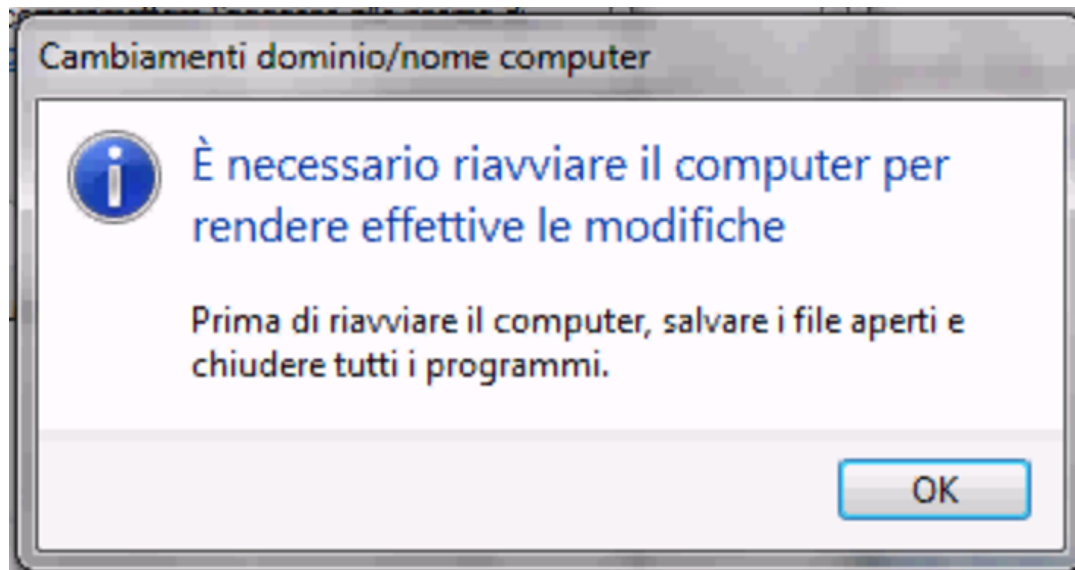 Cambiamenti dominio/nome computer
È necessario riavviare il computer per
rendere effettive le modifiche
Prima di riavviare il computer, salvare i file aperti e
chiudere tutti i programmi.
OK